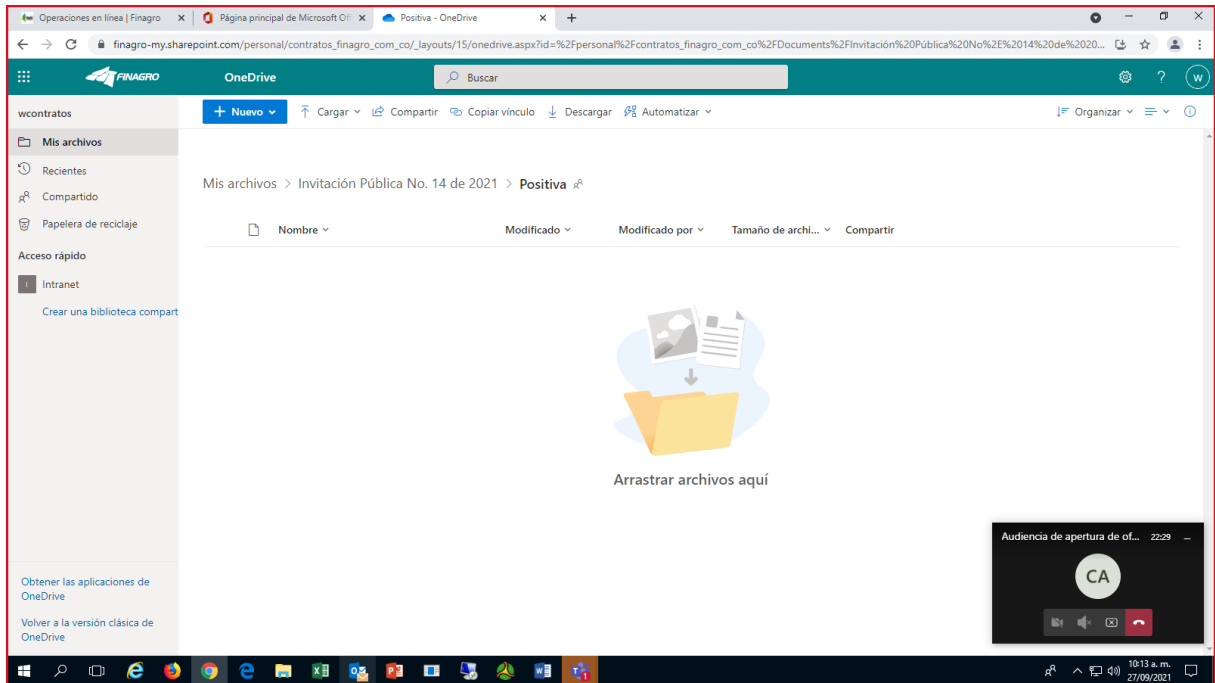 Operaciones en línea | Finagro
Página principal de Microsoft Off
Positiva - OneDrive
finagro-my.sharepoint.com/personal/contratos_finagro_com_co/_layouts/15/onedrive.aspx?id=%2Fpersonal%2Fcontratos_finagro_com_co%2FDocuments%2FInvitación%20Pública%20No%2E%2014%20de%2020...
FINAGRO
OneDrive
Buscar
?
W
wcontratos
+ Nuevo
Cargar
Compartir
Copiar vínculo
Descargar
Automatizar
Organizar
Mis archivos
Recientes
Compartido
Papelera de reciclaje
Acceso rápido
I Intranet
Crear una biblioteca compart
Mis archivos > Invitación Pública No. 14 de 2021 > Positiva
Nombre Modificado Modificado por Tamaño de archi... Compartir
Arrastrar archivos aquí
Audiencia de apertura de of... 22:29
CA
Obtener las aplicaciones de
OneDrive
Volver a la versión clásica de
OneDrive
10:13 a. m.
27/09/2021